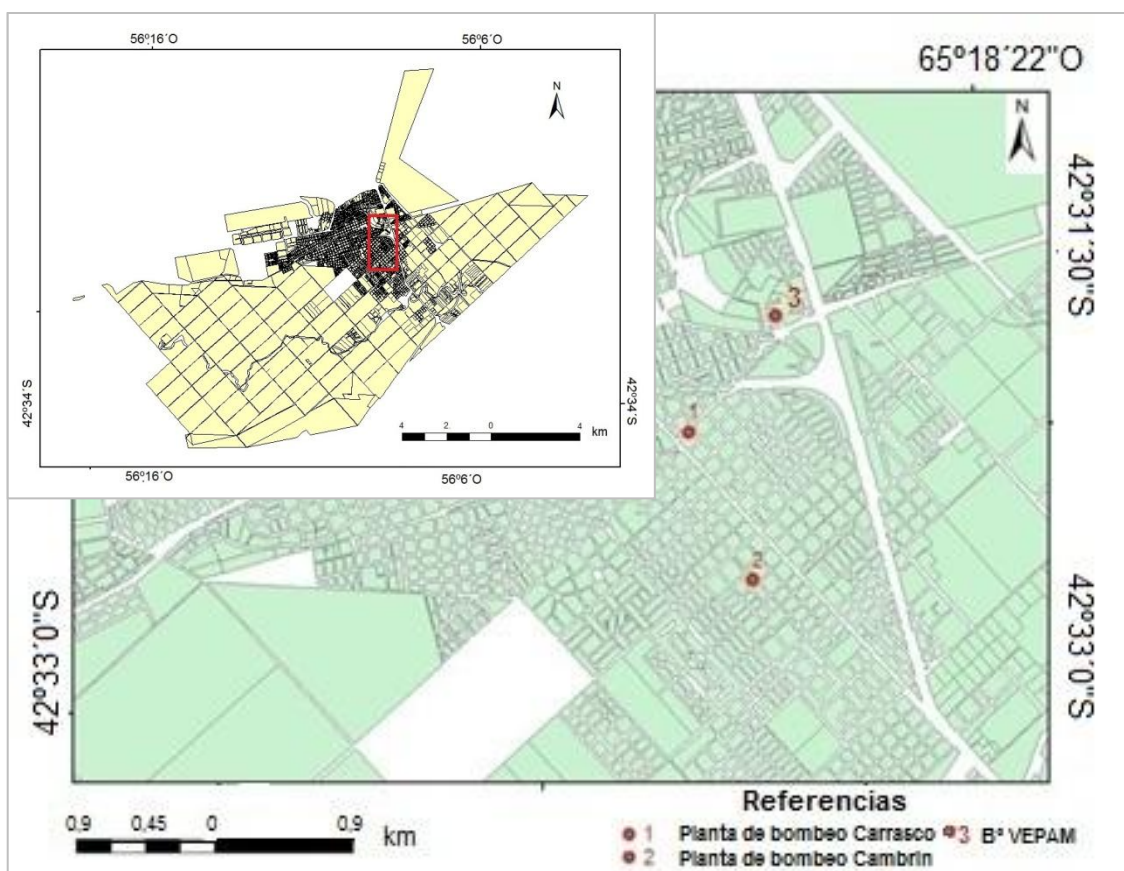 56º16´O 56º6´O
N
42º34´S 42º34´S
4 2 0 4
km
56º16´O 56º6´O
65º18´22"O
N
42º31´30"S
3
1
2
42º33´0"S 42º33´0"S
0,9 0,45 0 0,9
km
Referencias
1 Planta de bombeo Carrasco 3 Bº VEPAM
2 Planta de bombeo Cambrin